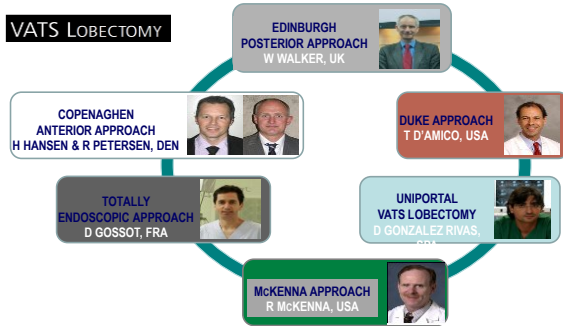 VATS LOBECTOMY
EDINBURGH
POSTERIOR APPROACH
W WALKER, UK
COPENAGHEN
ANTERIOR APPROACH
H HANSEN & R PETERSEN, DEN
DUKE APPROACH
T D'AMICO, USA
TOTALLY
ENDOSCOPIC APPROACH
D GOSSOT, FRA
UNIPORTAL
VATS LOBECTOMY
D GONZALEZ RIVAS,
MCKENNA APPROACH
R MCKENNA, USA